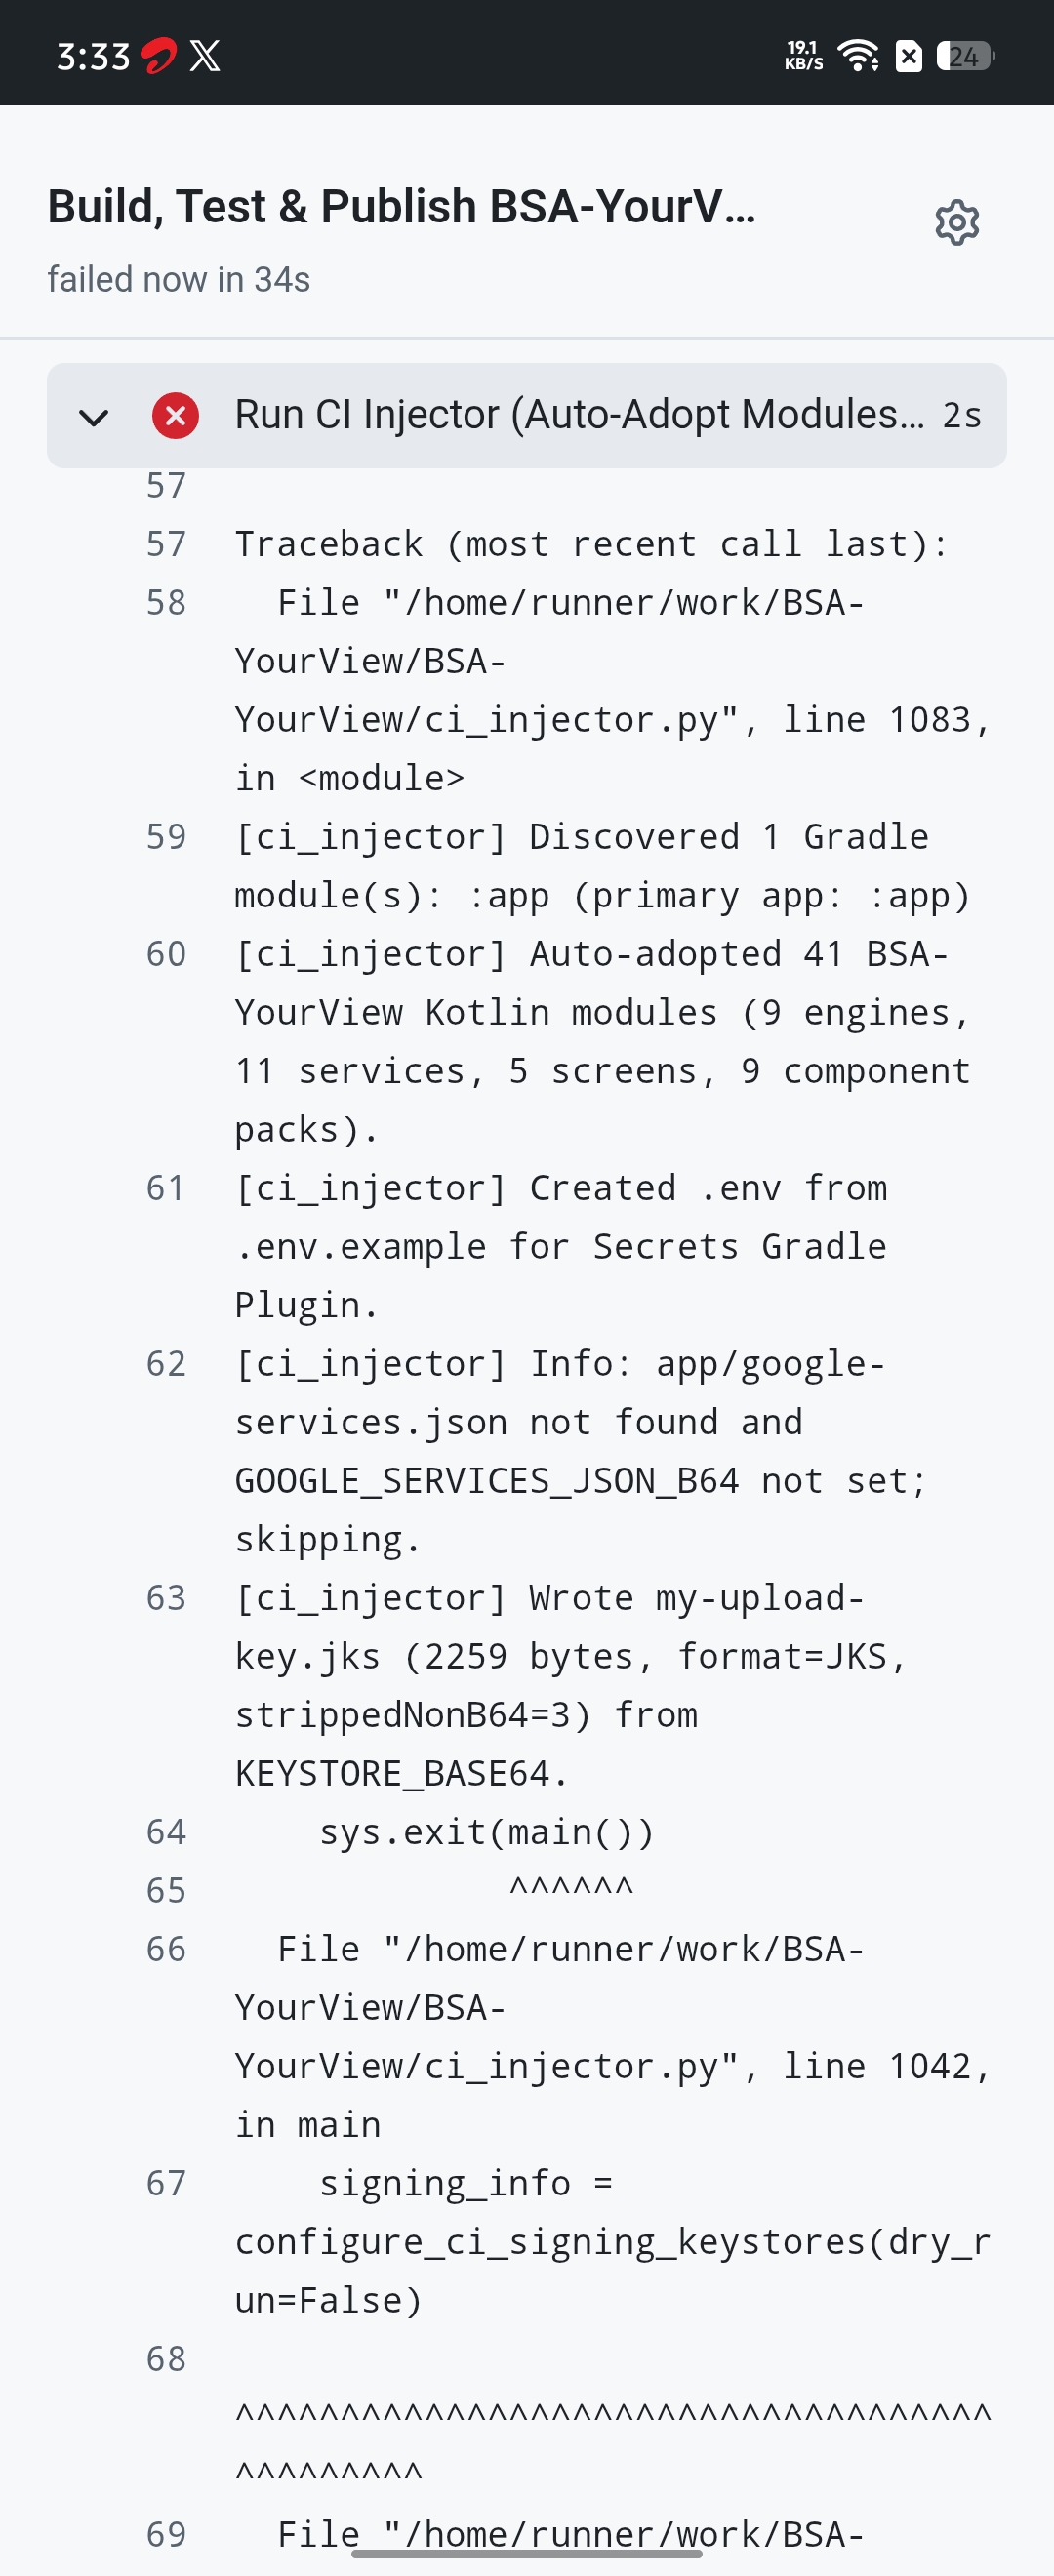 3:33
19.1
KB/S
24
Build, Test & Publish BSA-YourV...
failed now in 34s
Run CI Injector (Auto-Adopt Modules... 2s
57
57 Traceback (most recent call last):
58 File "/home/runner/work/BSA-
YourView/BSA-
YourView/ci_injector.py", line 1083,
in <module>
59 [ci_injector] Discovered 1 Gradle
module(s): :app (primary app: :app)
60 [ci_injector] Auto-adopted 41 BSA-
YourView Kotlin modules (9 engines,
11 services, 5 screens, 9 component
packs).
61 [ci_injector] Created .env from
.env.example for Secrets Gradle
Plugin.
62 [ci_injector] Info: app/google-
services.json not found and
GOOGLE_SERVICES_JSON_B64 not set;
skipping.
63 [ci_injector] Wrote my-upload-
key.jks (2259 bytes, format=JKS,
strippedNonB64=3) from
KEYSTORE_BASE64.
64 sys.exit(main())
65 ^^^^^^
66 File "/home/runner/work/BSA-
YourView/BSA-
YourView/ci_injector.py", line 1042,
in main
67 signing_info =
configure_ci_signing_keystores(dry_r
un=False)
68
^^^^^^^^^^^^^^^^^^^^^^^^^^^^^^^^^^^^
^^^^^^^^^
69 File "/home/runner/work/BSA-